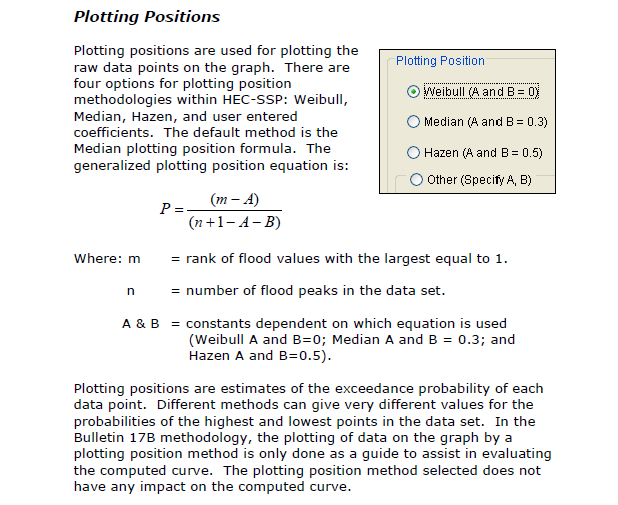 Plotting Positions
Plotting positions are used for plotting the
raw data points on the graph.  There are
four options for plotting position
methodologies within HEC-SSP: Weibull,
Median, Hazen, and user entered
coefficients.  The default method is the
Median plotting position formula.  The
generalized plotting position equation is:
Plotting Position
Weibull (A and B = 0)
Median (A and B = 0.3)
Hazen (A and B = 0.5)
Other (Specify A, B)
P = (m – A) / (n + 1 – A – B)
Where: m = rank of flood values with the largest equal to 1.
n = number of flood peaks in the data set.
A & B = constants dependent on which equation is used
(Weibull A and B=0; Median A and B = 0.3; and
Hazen A and B=0.5).
Plotting positions are estimates of the exceedance probability of each
data point.  Different methods can give very different values for the
probabilities of the highest and lowest points in the data set.  In the
Bulletin 17B methodology, the plotting of data on the graph by a
plotting position method is only done as a guide to assist in evaluating
the computed curve.  The plotting position method selected does not
have any impact on the computed curve.